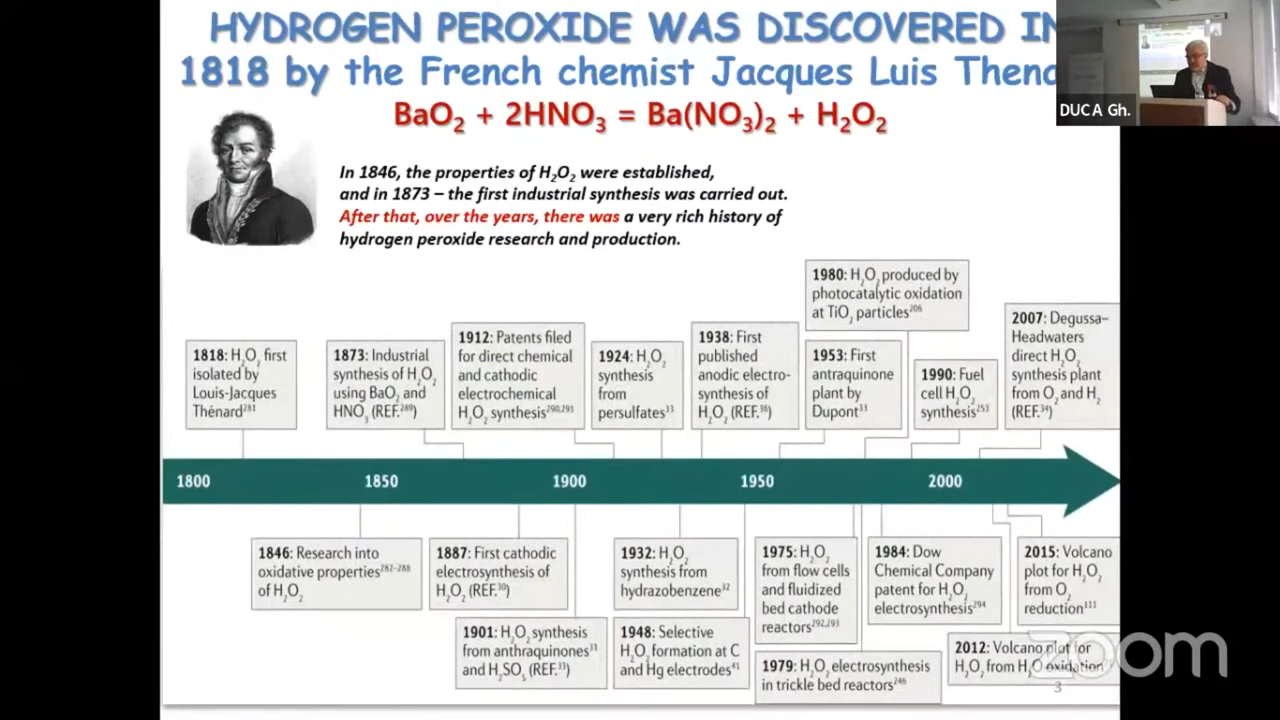 HYDROGEN PEROXIDE WAS DISCOVERED IN
1818 by the French chemist Jacques Luis Thena
BaO₂ + 2HNO₃ = Ba(NO₃)₂ + H₂O₂
DUCA Gh.
In 1846, the properties of H₂O₂ were established,
and in 1873 – the first industrial synthesis was carried out.
After that, over the years, there was a very rich history of
hydrogen peroxide research and production.
1980: H₂O₂ produced by
photocatalytic oxidation
at TiO₂ particles²⁰⁶
1818: H₂O₂ first
isolated by
Louis-Jacques
Thénard²⁸¹
1873: Industrial
synthesis of H₂O₂
using BaO₂ and
HNO₃ (REF.²⁸⁹)
1912: Patents filed
for direct chemical
and cathodic
electrochemical
H₂O₂ synthesis²⁹⁰,²⁹¹
1924: H₂O₂
synthesis
from
persulfates³³
1938: First
published
anodic electro-
synthesis of
H₂O₂ (REF.³⁶)
1953: First
antraquinone
plant by
Dupont³³
1990: Fuel
cell H₂O₂
synthesis²⁵³
2007: Degussa–
Headwaters
direct H₂O₂
synthesis plant
from O₂ and H₂
(REF.³⁴)
1800 1850 1900 1950 2000
1846: Research into
oxidative properties²⁸²⁻²⁸⁸
of H₂O₂
1887: First cathodic
electrosynthesis of
H₂O₂ (REF.³⁰)
1901: H₂O₂ synthesis
from anthraquinones³¹
and H₂SO₅ (REF.³³)
1932: H₂O₂
synthesis from
hydrazobenzene³²
1948: Selective
H₂O₂ formation at C
and Hg electrodes⁴¹
1975: H₂O₂
from flow cells
and fluidized
bed cathode
reactors²⁹²,²⁹³
1979: H₂O₂ electrosynthesis
in trickle bed reactors²⁴⁶
1984: Dow
Chemical Company
patent for H₂O₂
electrosynthesis²⁹⁴
2015: Volcano
plot for H₂O₂
from O₂
reduction¹¹¹
2012: Volcano plot for
H₂O₂ from H₂O oxidation
zoom
3